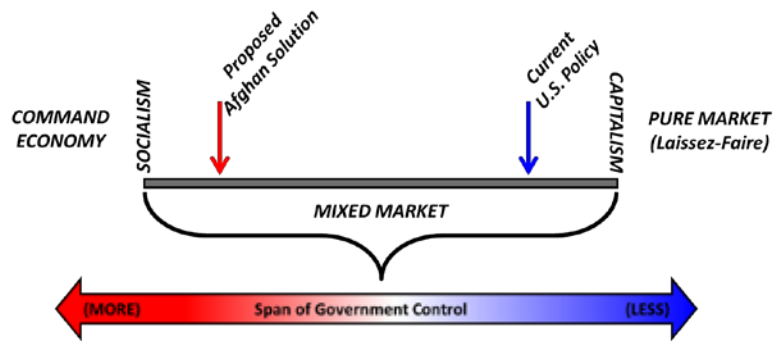 Proposed
Afghan Solution
Current
U.S. Policy
COMMAND
ECONOMY
SOCIALISM
CAPITALISM
PURE MARKET
(Laissez-Faire)
MIXED MARKET
(MORE)
Span of Government Control
(LESS)